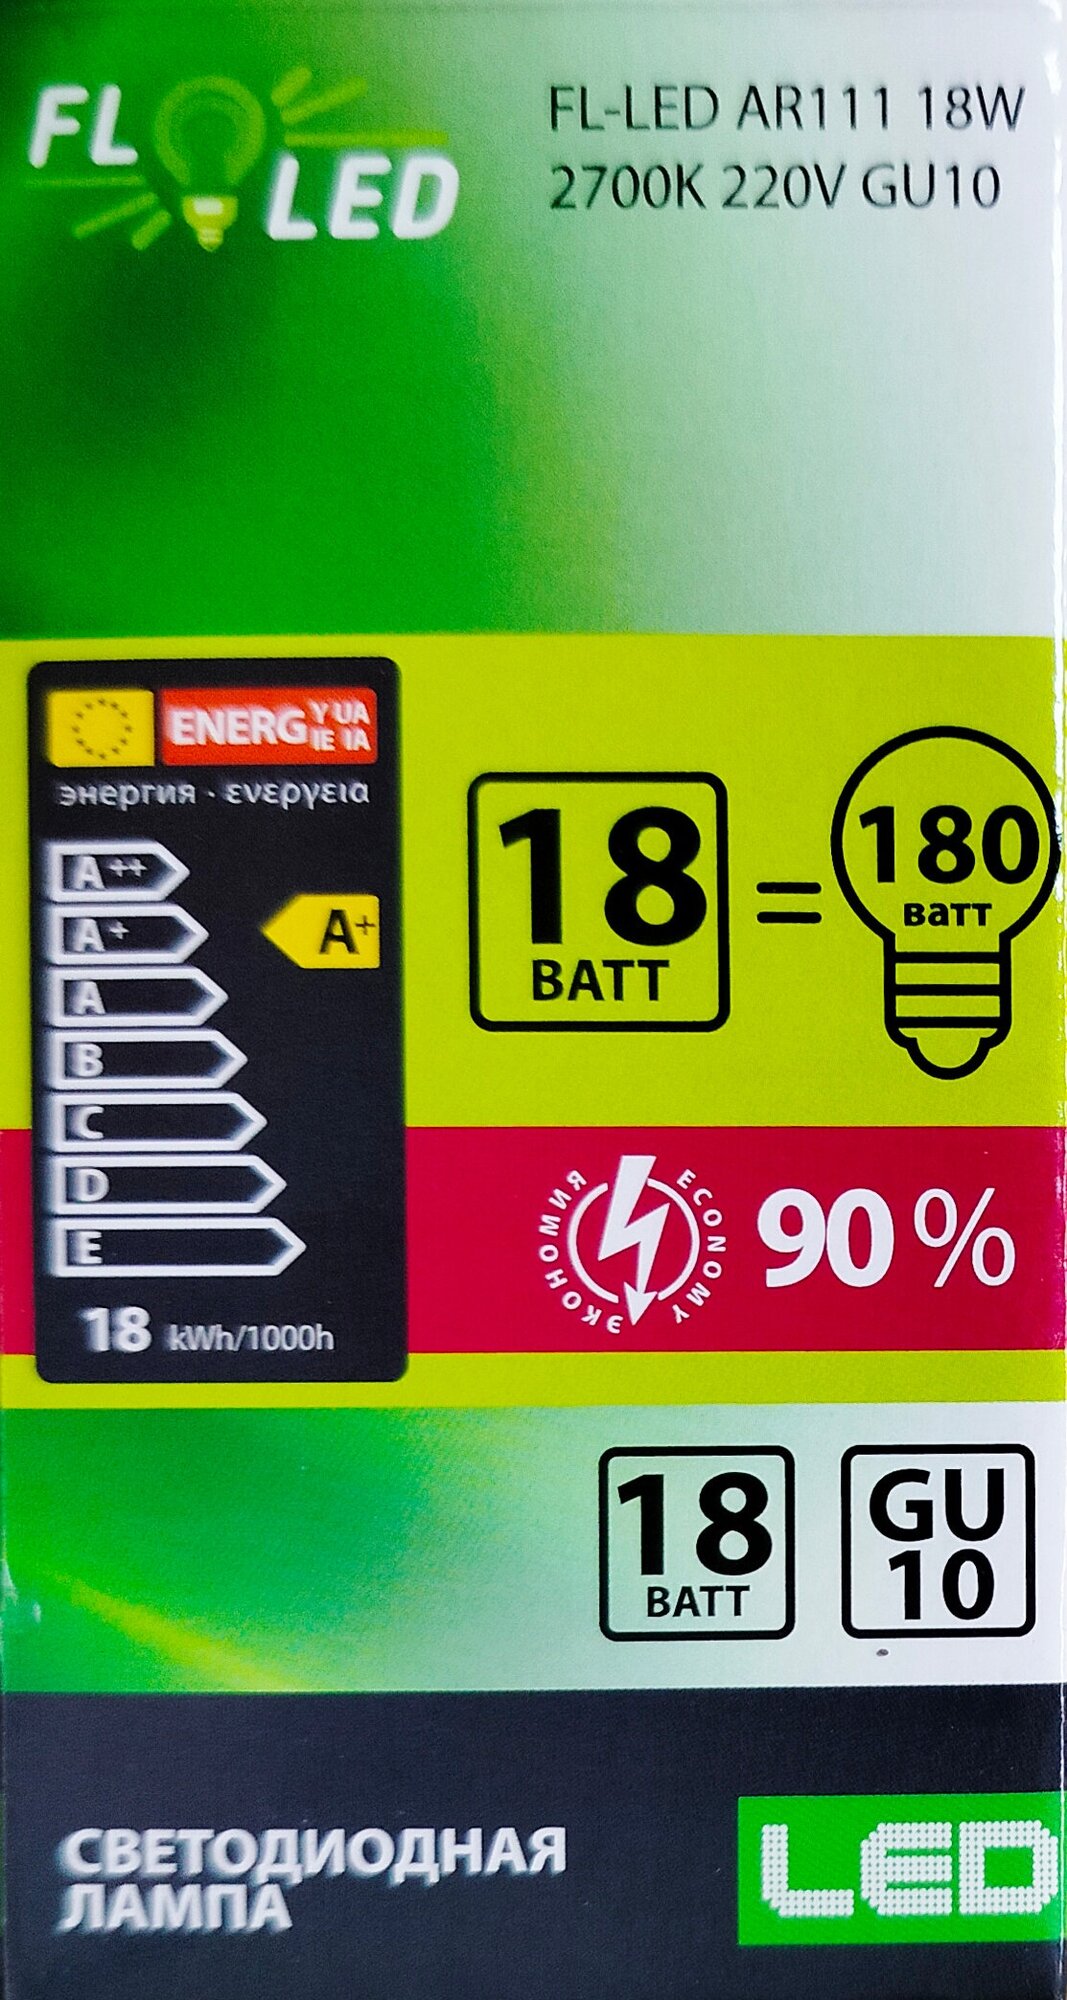 FL LED
FL-LED AR111 18W
2700K 220V GU10
ENERG Y UA
IE IA
энергия · ενεργεια
A++
A+
A+
A
B
C
D
E
18 kWh/1000h
18
ВАТТ
=
180
ватт
ЭКОНОМИЯ ECONOMY
90 %
18
ВАТТ
GU
10
СВЕТОДИОДНАЯ
ЛАМПА
LED